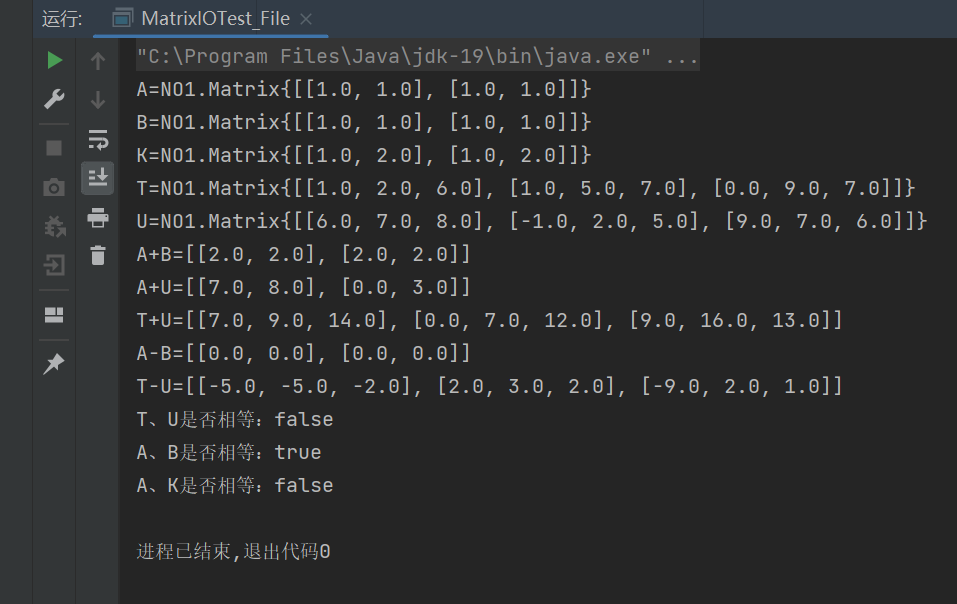 运行: MatrixIOTest_File
"C:\Program Files\Java\jdk-19\bin\java.exe" ...
A=NO1.Matrix{[[1.0, 1.0], [1.0, 1.0]]}
B=NO1.Matrix{[[1.0, 1.0], [1.0, 1.0]]}
K=NO1.Matrix{[[1.0, 2.0], [1.0, 2.0]]}
T=NO1.Matrix{[[1.0, 2.0, 6.0], [1.0, 5.0, 7.0], [0.0, 9.0, 7.0]]}
U=NO1.Matrix{[[6.0, 7.0, 8.0], [-1.0, 2.0, 5.0], [9.0, 7.0, 6.0]]}
A+B=[[2.0, 2.0], [2.0, 2.0]]
A+U=[[7.0, 8.0], [0.0, 3.0]]
T+U=[[7.0, 9.0, 14.0], [0.0, 7.0, 12.0], [9.0, 16.0, 13.0]]
A-B=[[0.0, 0.0], [0.0, 0.0]]
T-U=[[-5.0, -5.0, -2.0], [2.0, 3.0, 2.0], [-9.0, 2.0, 1.0]]
T、U是否相等：false
A、B是否相等：true
A、K是否相等：false
进程已结束,退出代码0